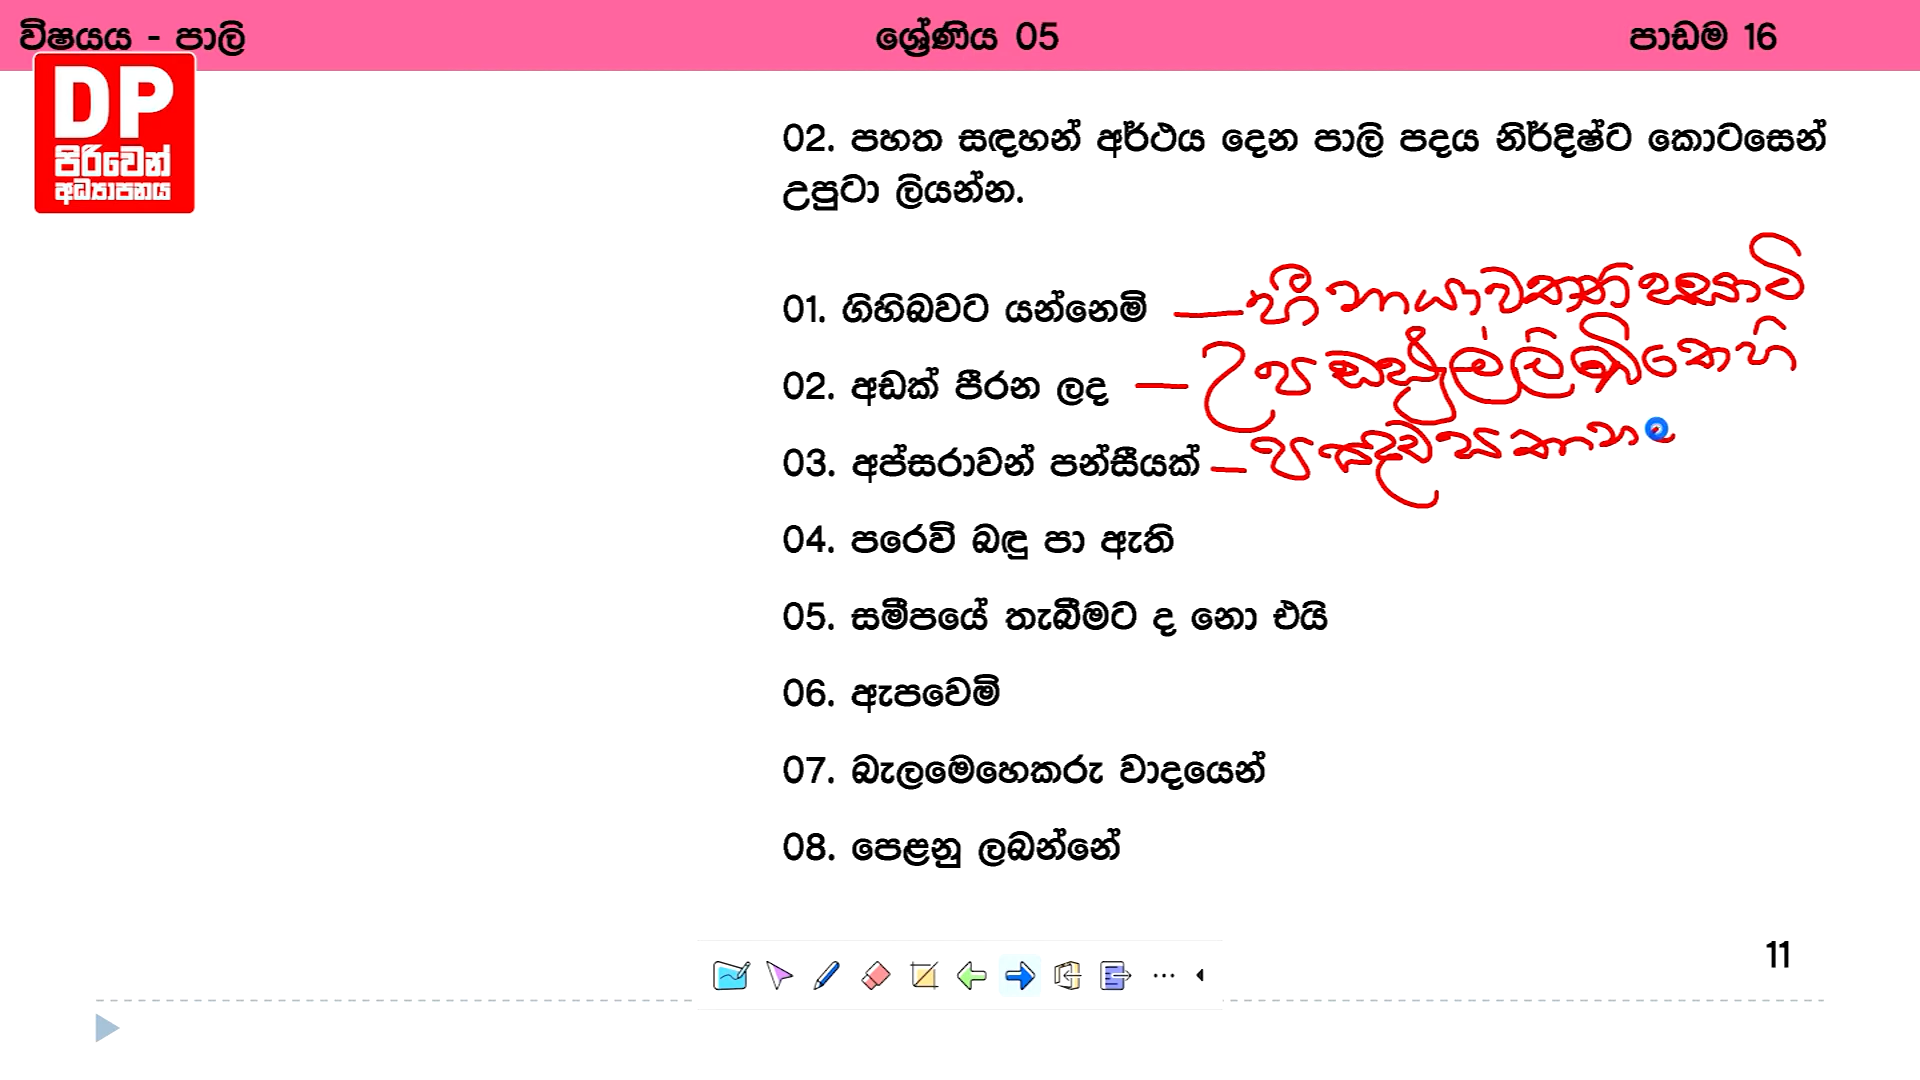 විෂයය - පාලි
ශ්‍රේණිය 05
පාඩම 16
DP
පිරිවෙන්
අධ්‍යාපනය
02. පහත සඳහන් අර්ථය දෙන පාලි පදය නිර්දිෂ්ට කොටසෙන්
උපුටා ලියන්න.
01. ගිහිබවට යන්නෙමි — හීනායාවත්තිස්සාමි
02. අඩක් පීරන ලද —
03. අප්සරාවන් පන්සීයක් — පඤ්ච
04. පරෙවි බඳු පා ඇති
05. සමීපයේ තැබීමට ද නො එයි
06. ඇපවෙමි
07. බැලමෙහෙකරු වාදයෙන්
08. පෙළනු ලබන්නේ
11